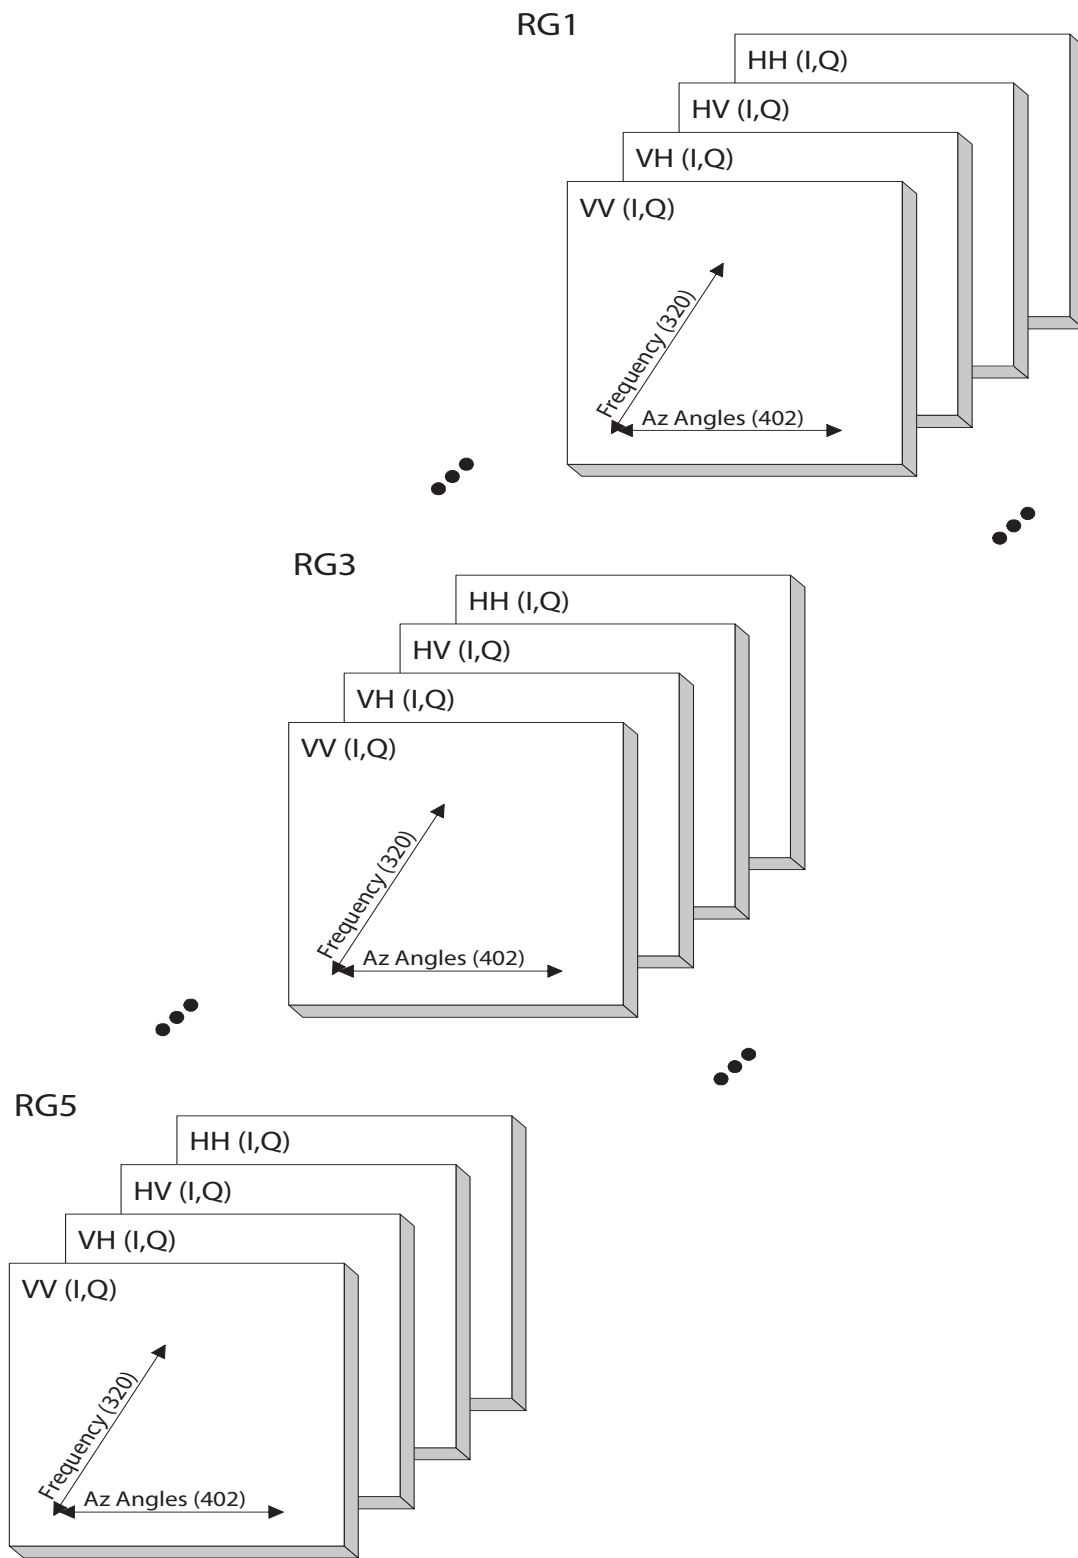 RG1
HH (I,Q)
HV (I,Q)
VH (I,Q)
VV (I,Q)
Frequency (320)
Az Angles (402)
RG3
HH (I,Q)
HV (I,Q)
VH (I,Q)
VV (I,Q)
Frequency (320)
Az Angles (402)
RG5
HH (I,Q)
HV (I,Q)
VH (I,Q)
VV (I,Q)
Frequency (320)
Az Angles (402)